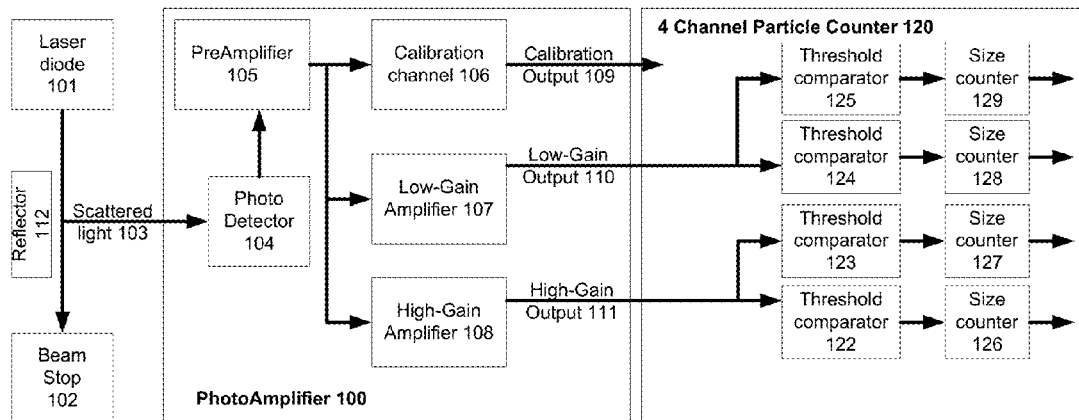 Laser
diode
101
Reflector
112
Scattered
light 103
Beam
Stop
102
PreAmplifier
105
Photo
Detector
104
Calibration
channel 106
Low-Gain
Amplifier 107
High-Gain
Amplifier 108
PhotoAmplifier 100
Calibration
Output 109
Low-Gain
Output 110
High-Gain
Output 111
4 Channel Particle Counter 120
Threshold
comparator
125
Size
counter
129
Threshold
comparator
124
Size
counter
128
Threshold
comparator
123
Size
counter
127
Threshold
comparator
122
Size
counter
126